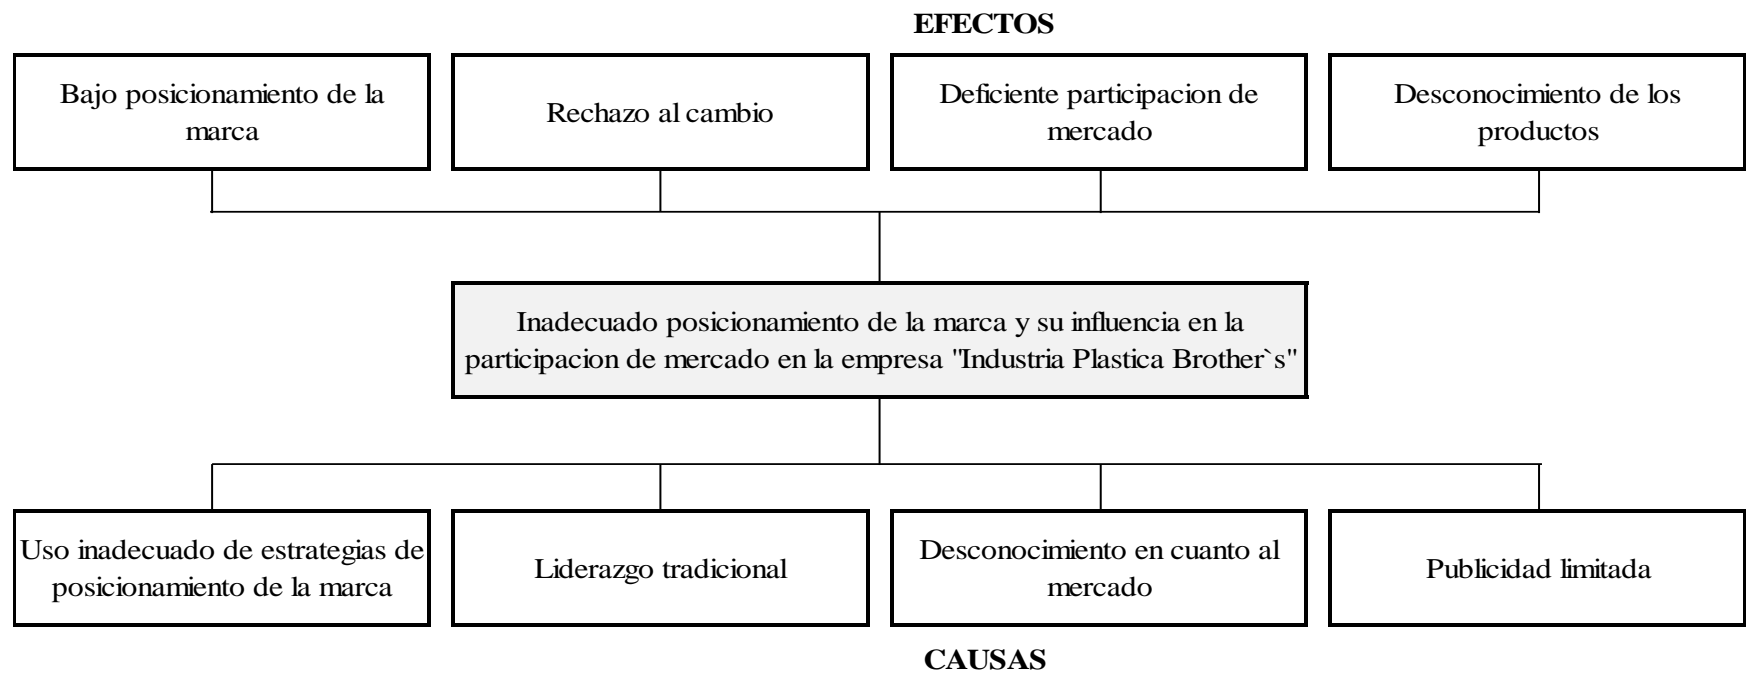 EFECTOS
Bajo posicionamiento de la
marca
Rechazo al cambio
Deficiente participacion de
mercado
Desconocimiento de los
productos
Inadecuado posicionamiento de la marca y su influencia en la
participacion de mercado en la empresa "Industria Plastica Brother`s"
Uso inadecuado de estrategias de
posicionamiento de la marca
Liderazgo tradicional
Desconocimiento en cuanto al
mercado
Publicidad limitada
CAUSAS